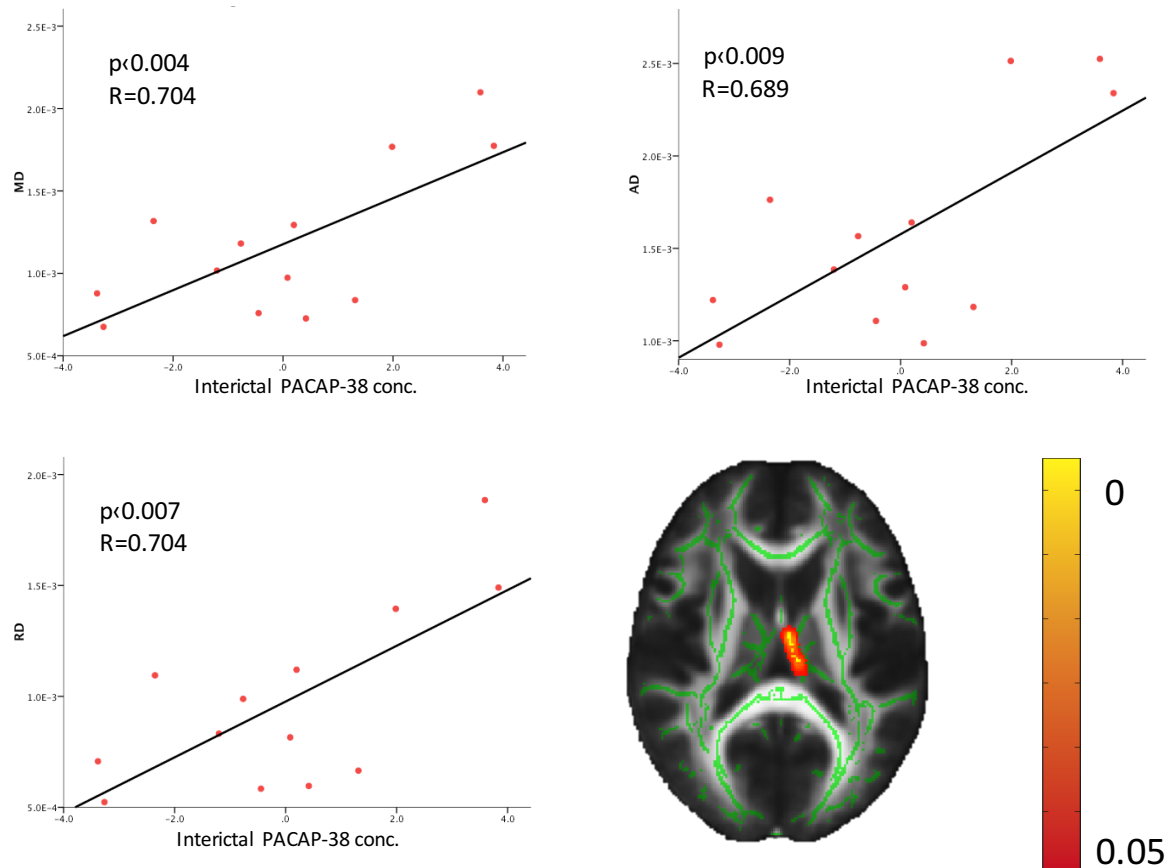 p‹0.004
R=0.704
2.5E-3
2.0E-3
1.5E-3
1.0E-3
5.0E-4
MD
-4.0 -2.0 .0 2.0 4.0
Interictal PACAP-38 conc.
p‹0.009
R=0.689
2.5E-3
2.0E-3
1.5E-3
1.0E-3
AD
-4.0 -2.0 .0 2.0 4.0
Interictal PACAP-38 conc.
p‹0.007
R=0.704
2.0E-3
1.5E-3
1.0E-3
5.0E-4
RD
-4.0 -2.0 .0 2.0 4.0
Interictal PACAP-38 conc.
0
0.05